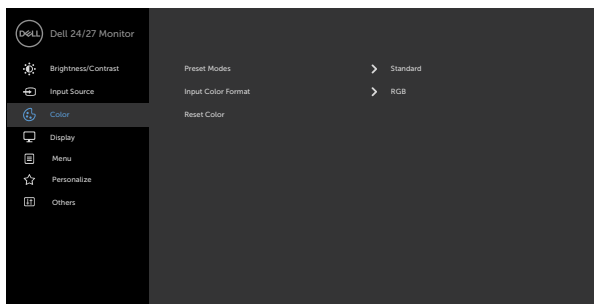 DELL Dell 24/27 Monitor
Brightness/Contrast Preset Modes Standard
Input Source Input Color Format RGB
Color Reset Color
Display
Menu
Personalize
Others